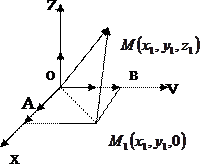 Z
M(x₁, y₁, z₁)
O
B
A
V
M₁(x₁, y₁, 0)
X